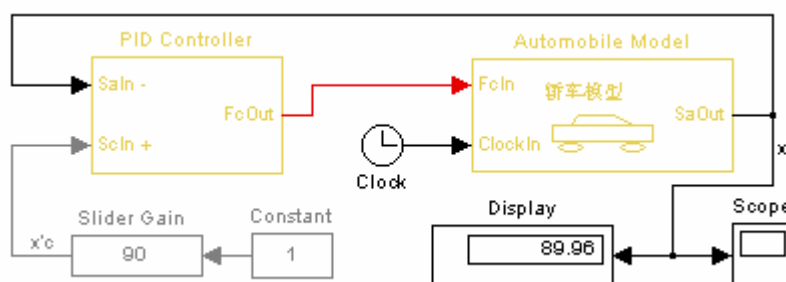 PID Controller
Automobile Model
SaIn -
FcOut
ScIn +
FcIn
轿车模型
SaOut
ClockIn
Clock
x
x'c
Slider Gain
90
Constant
1
Display
89.96
Scope